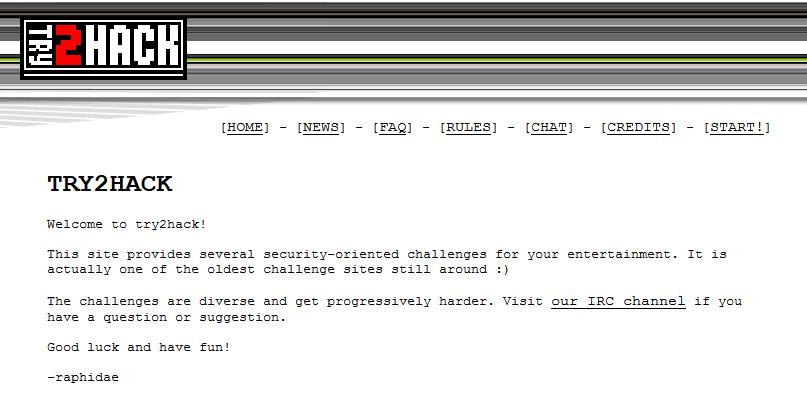 TRY 2HACK
[HOME] - [NEWS] - [FAQ] - [RULES] - [CHAT] - [CREDITS] - [START!]
TRY2HACK
Welcome to try2hack!
This site provides several security-oriented challenges for your entertainment. It is
actually one of the oldest challenge sites still around :)
The challenges are diverse and get progressively harder. Visit our IRC channel if you
have a question or suggestion.
Good luck and have fun!
-raphidae